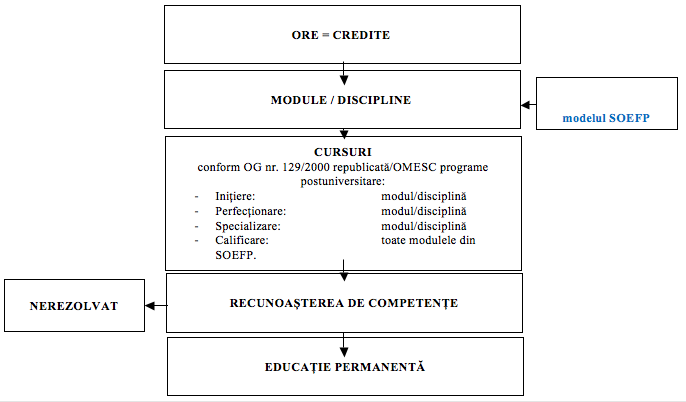 ORE = CREDITE
MODULE / DISCIPLINE
modelul SOEFP
CURSURI
conform OG nr. 129/2000 republicată/OMESC programe
postuniversitare:
- Inițiere: modul/disciplină
- Perfecționare: modul/disciplină
- Specializare: modul/disciplină
- Calificare: toate modulele din
SOEFP.
NEREZOLVAT
RECUNOAȘTEREA DE COMPETENȚE
EDUCAȚIE PERMANENTĂ